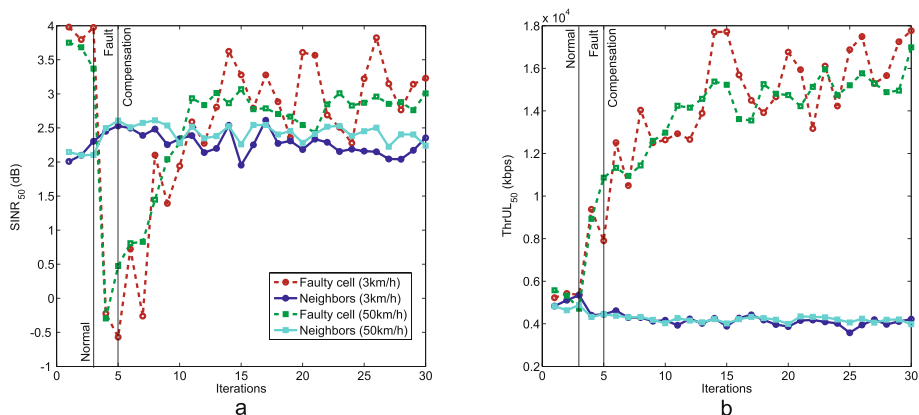 4
3.5
3
2.5
2
1.5
1
0.5
0
-0.5
-1
SINR50 (dB)
Normal
Fault
Compensation
Faulty cell (3km/h)
Neighbors (3km/h)
Faulty cell (50km/h)
Neighbors (50km/h)
0 5 10 15 20 25 30
Iterations
a
1.8 x 10^4
1.6
1.4
1.2
1
0.8
0.6
0.4
0.2
ThrUL50 (kbps)
Normal
Fault
Compensation
0 5 10 15 20 25 30
Iterations
b